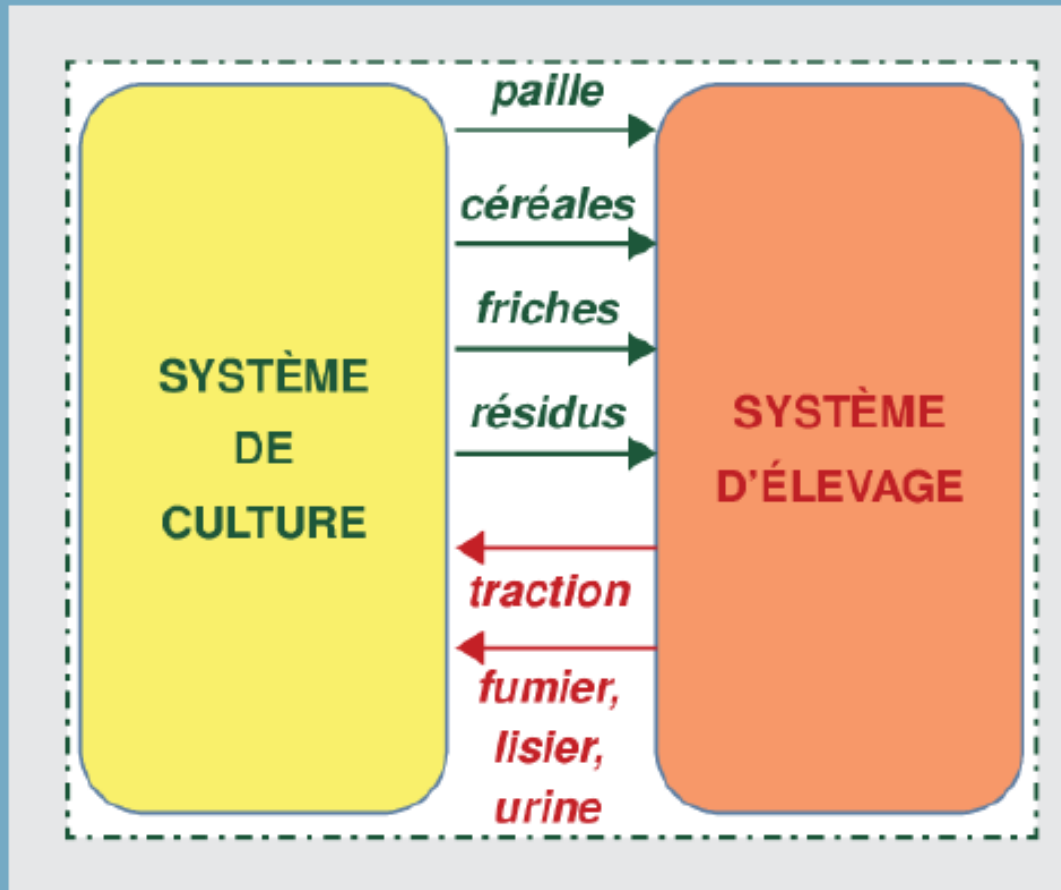 paille
céréales
friches
résidus
SYSTÈME
DE
CULTURE
SYSTÈME
D'ÉLEVAGE
traction
fumier,
lisier,
urine